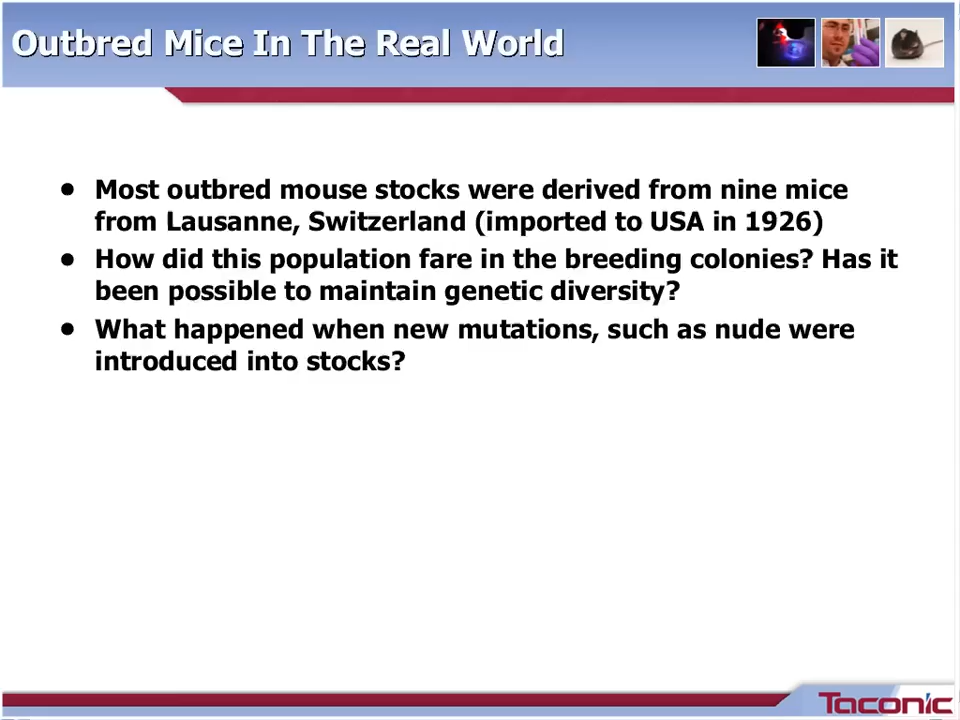 Outbred Mice In The Real World
• Most outbred mouse stocks were derived from nine mice
from Lausanne, Switzerland (imported to USA in 1926)
• How did this population fare in the breeding colonies? Has it
been possible to maintain genetic diversity?
• What happened when new mutations, such as nude were
introduced into stocks?
Taconic